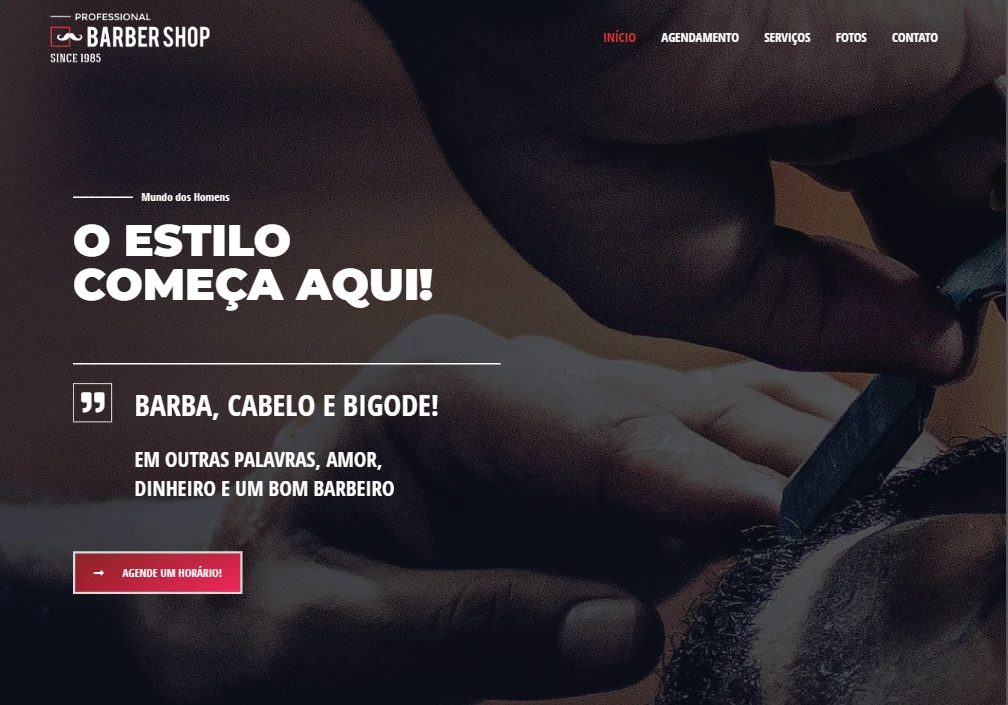 PROFESSIONAL
BARBER SHOP
SINCE 1985
INÍCIO AGENDAMENTO SERVIÇOS FOTOS CONTATO
Mundo dos Homens
O ESTILO
COMEÇA AQUI!
BARBA, CABELO E BIGODE!
EM OUTRAS PALAVRAS, AMOR,
DINHEIRO E UM BOM BARBEIRO
AGENDE UM HORÁRIO!